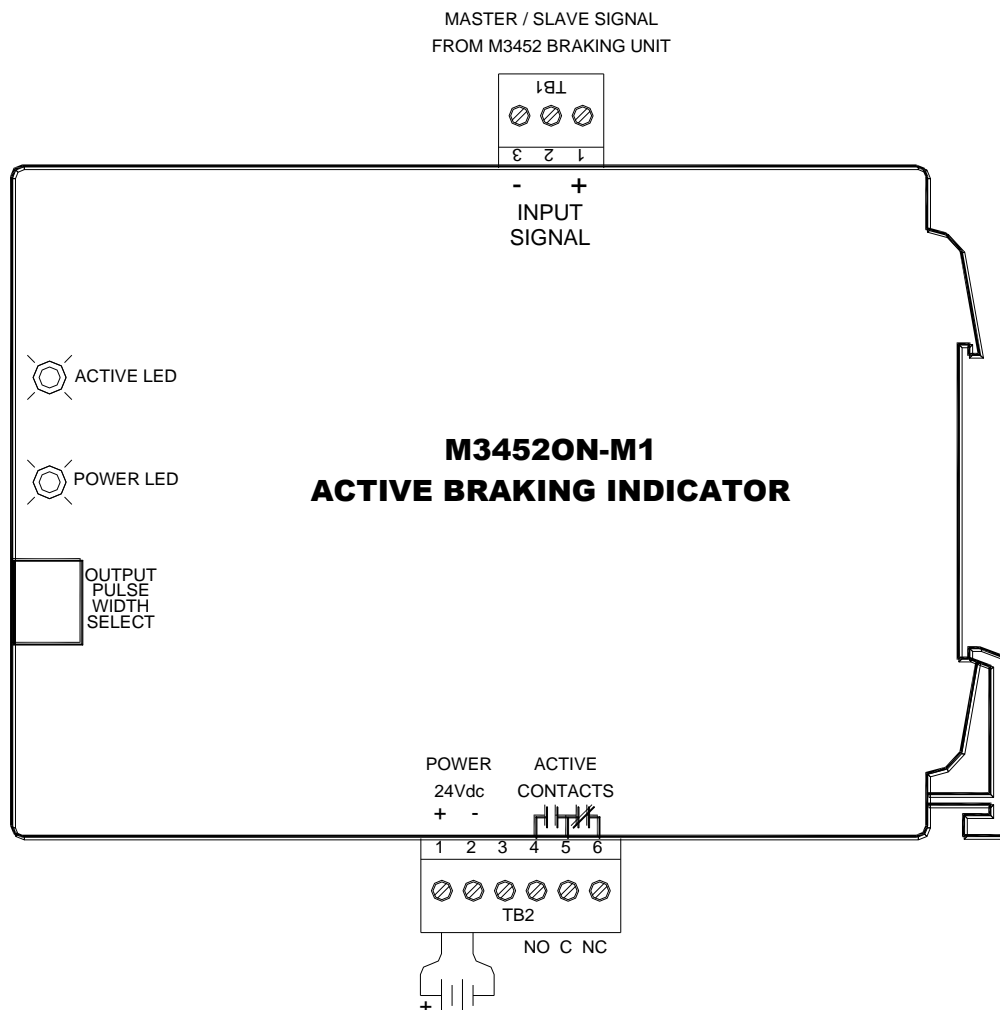 MASTER / SLAVE SIGNAL
FROM M3452 BRAKING UNIT
TB1
3 2 1
- +
INPUT
SIGNAL
ACTIVE LED
POWER LED
M3452ON-M1
ACTIVE BRAKING INDICATOR
OUTPUT
PULSE
WIDTH
SELECT
POWER ACTIVE
24Vdc CONTACTS
+ -
1 2 3 4 5 6
TB2
NO C NC
+